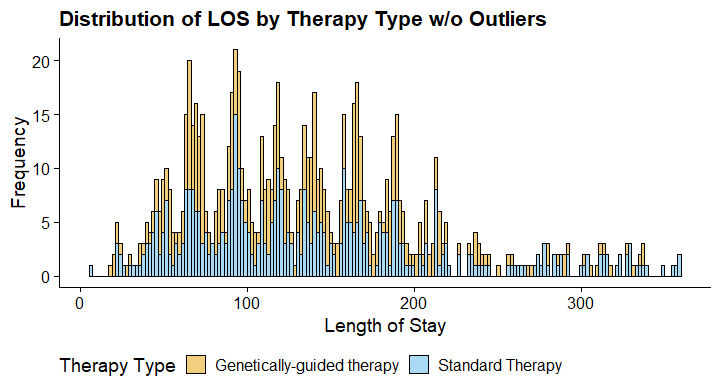 Distribution of LOS by Therapy Type w/o Outliers
Frequency
20
15
10
5
0
0 100 200 300
Length of Stay
Therapy Type Genetically-guided therapy Standard Therapy